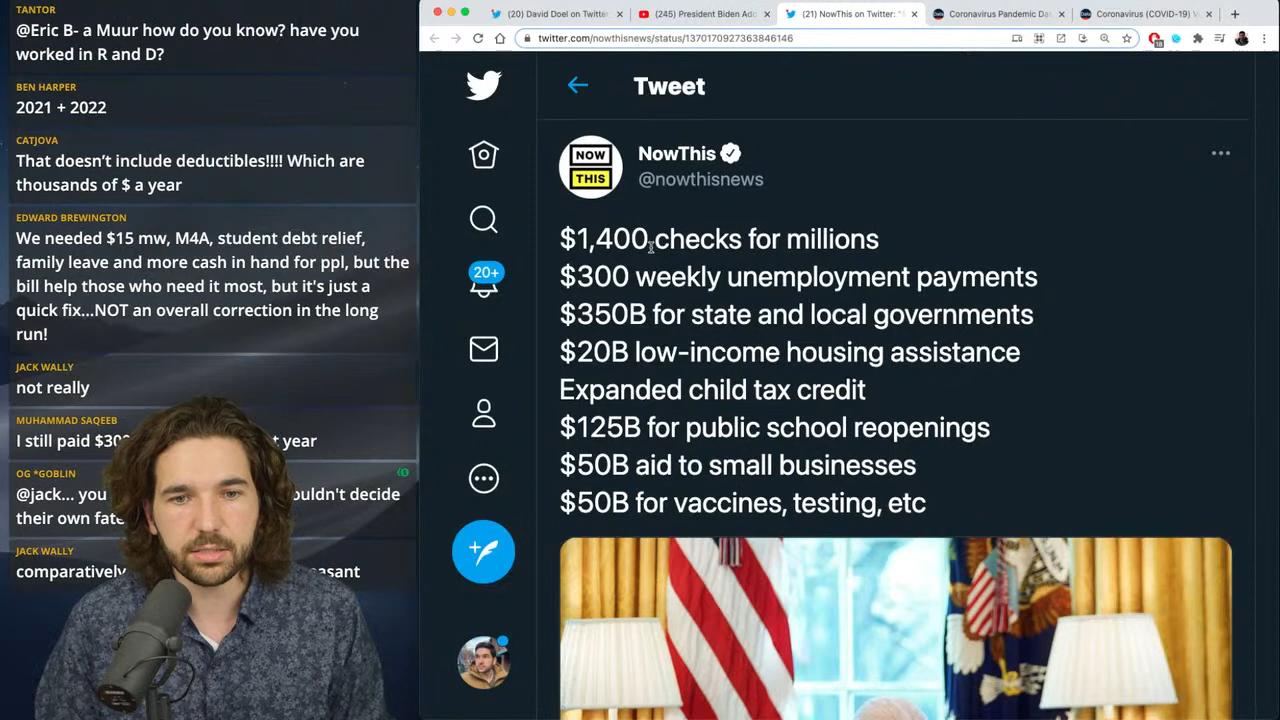 TANTOR
@Eric B- a Muur how do you know? have you
worked in R and D?
BEN HARPER
2021 + 2022
CATJOVA
That doesn’t include deductibles!!!! Which are
thousands of $ a year
EDWARD BREWINGTON
We needed $15 mw, M4A, student debt relief,
family leave and more cash in hand for ppl, but the
bill help those who need it most, but it's just a
quick fix...NOT an overall correction in the long
run!
JACK WALLY
not really
MUHAMMAD SAQEEB
I still paid $30 t year
OG *GOBLIN
@jack... you ouldn't decide
their own fate
JACK WALLY
comparatively asant
(20) David Doel on Twitte
(245) President Biden Add
(21) NowThis on Twitter: "
Coronavirus Pandemic Da
Coronavirus (COVID-19) V
twitter.com/nowthisnews/status/1370170927363846146
Tweet
NOW
THIS
NowThis
@nowthisnews
$1,400 checks for millions
$300 weekly unemployment payments
$350B for state and local governments
$20B low-income housing assistance
Expanded child tax credit
$125B for public school reopenings
$50B aid to small businesses
$50B for vaccines, testing, etc
20+